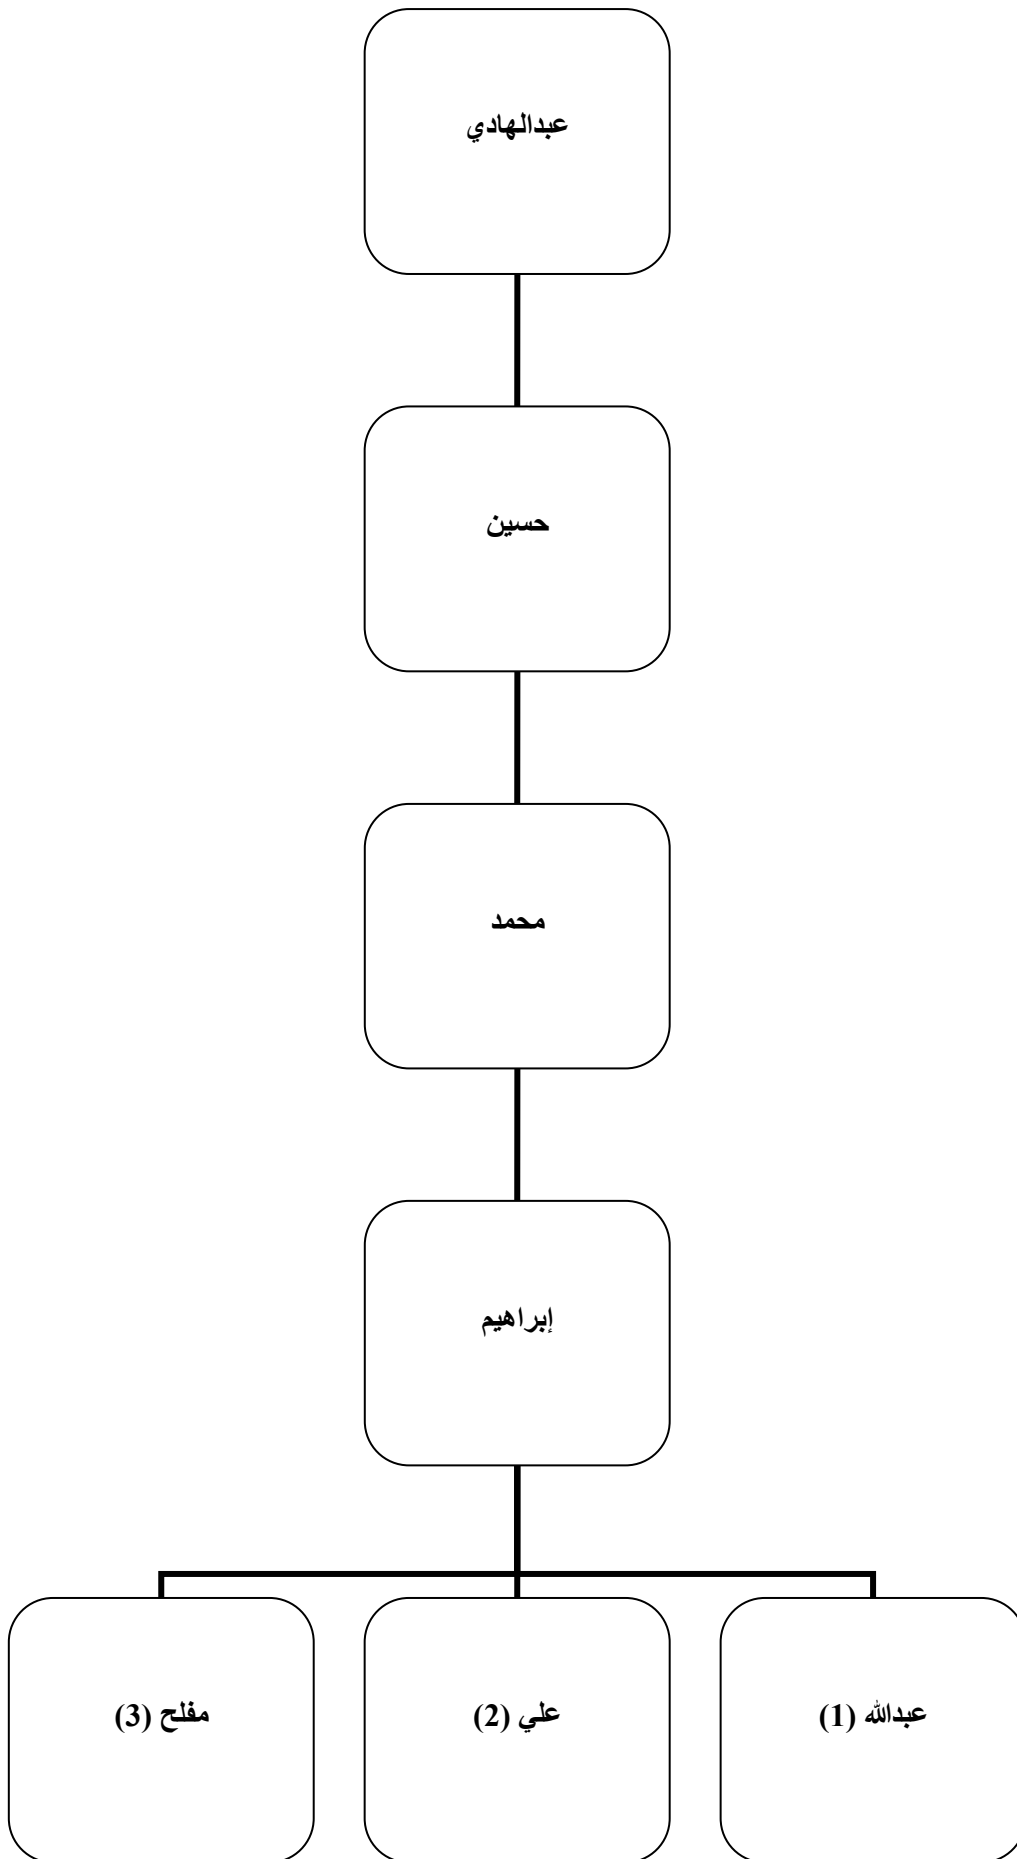 عبدالهادي
حسين
محمد
إبراهيم
عبدالله (1)
علي (2)
مفلح (3)